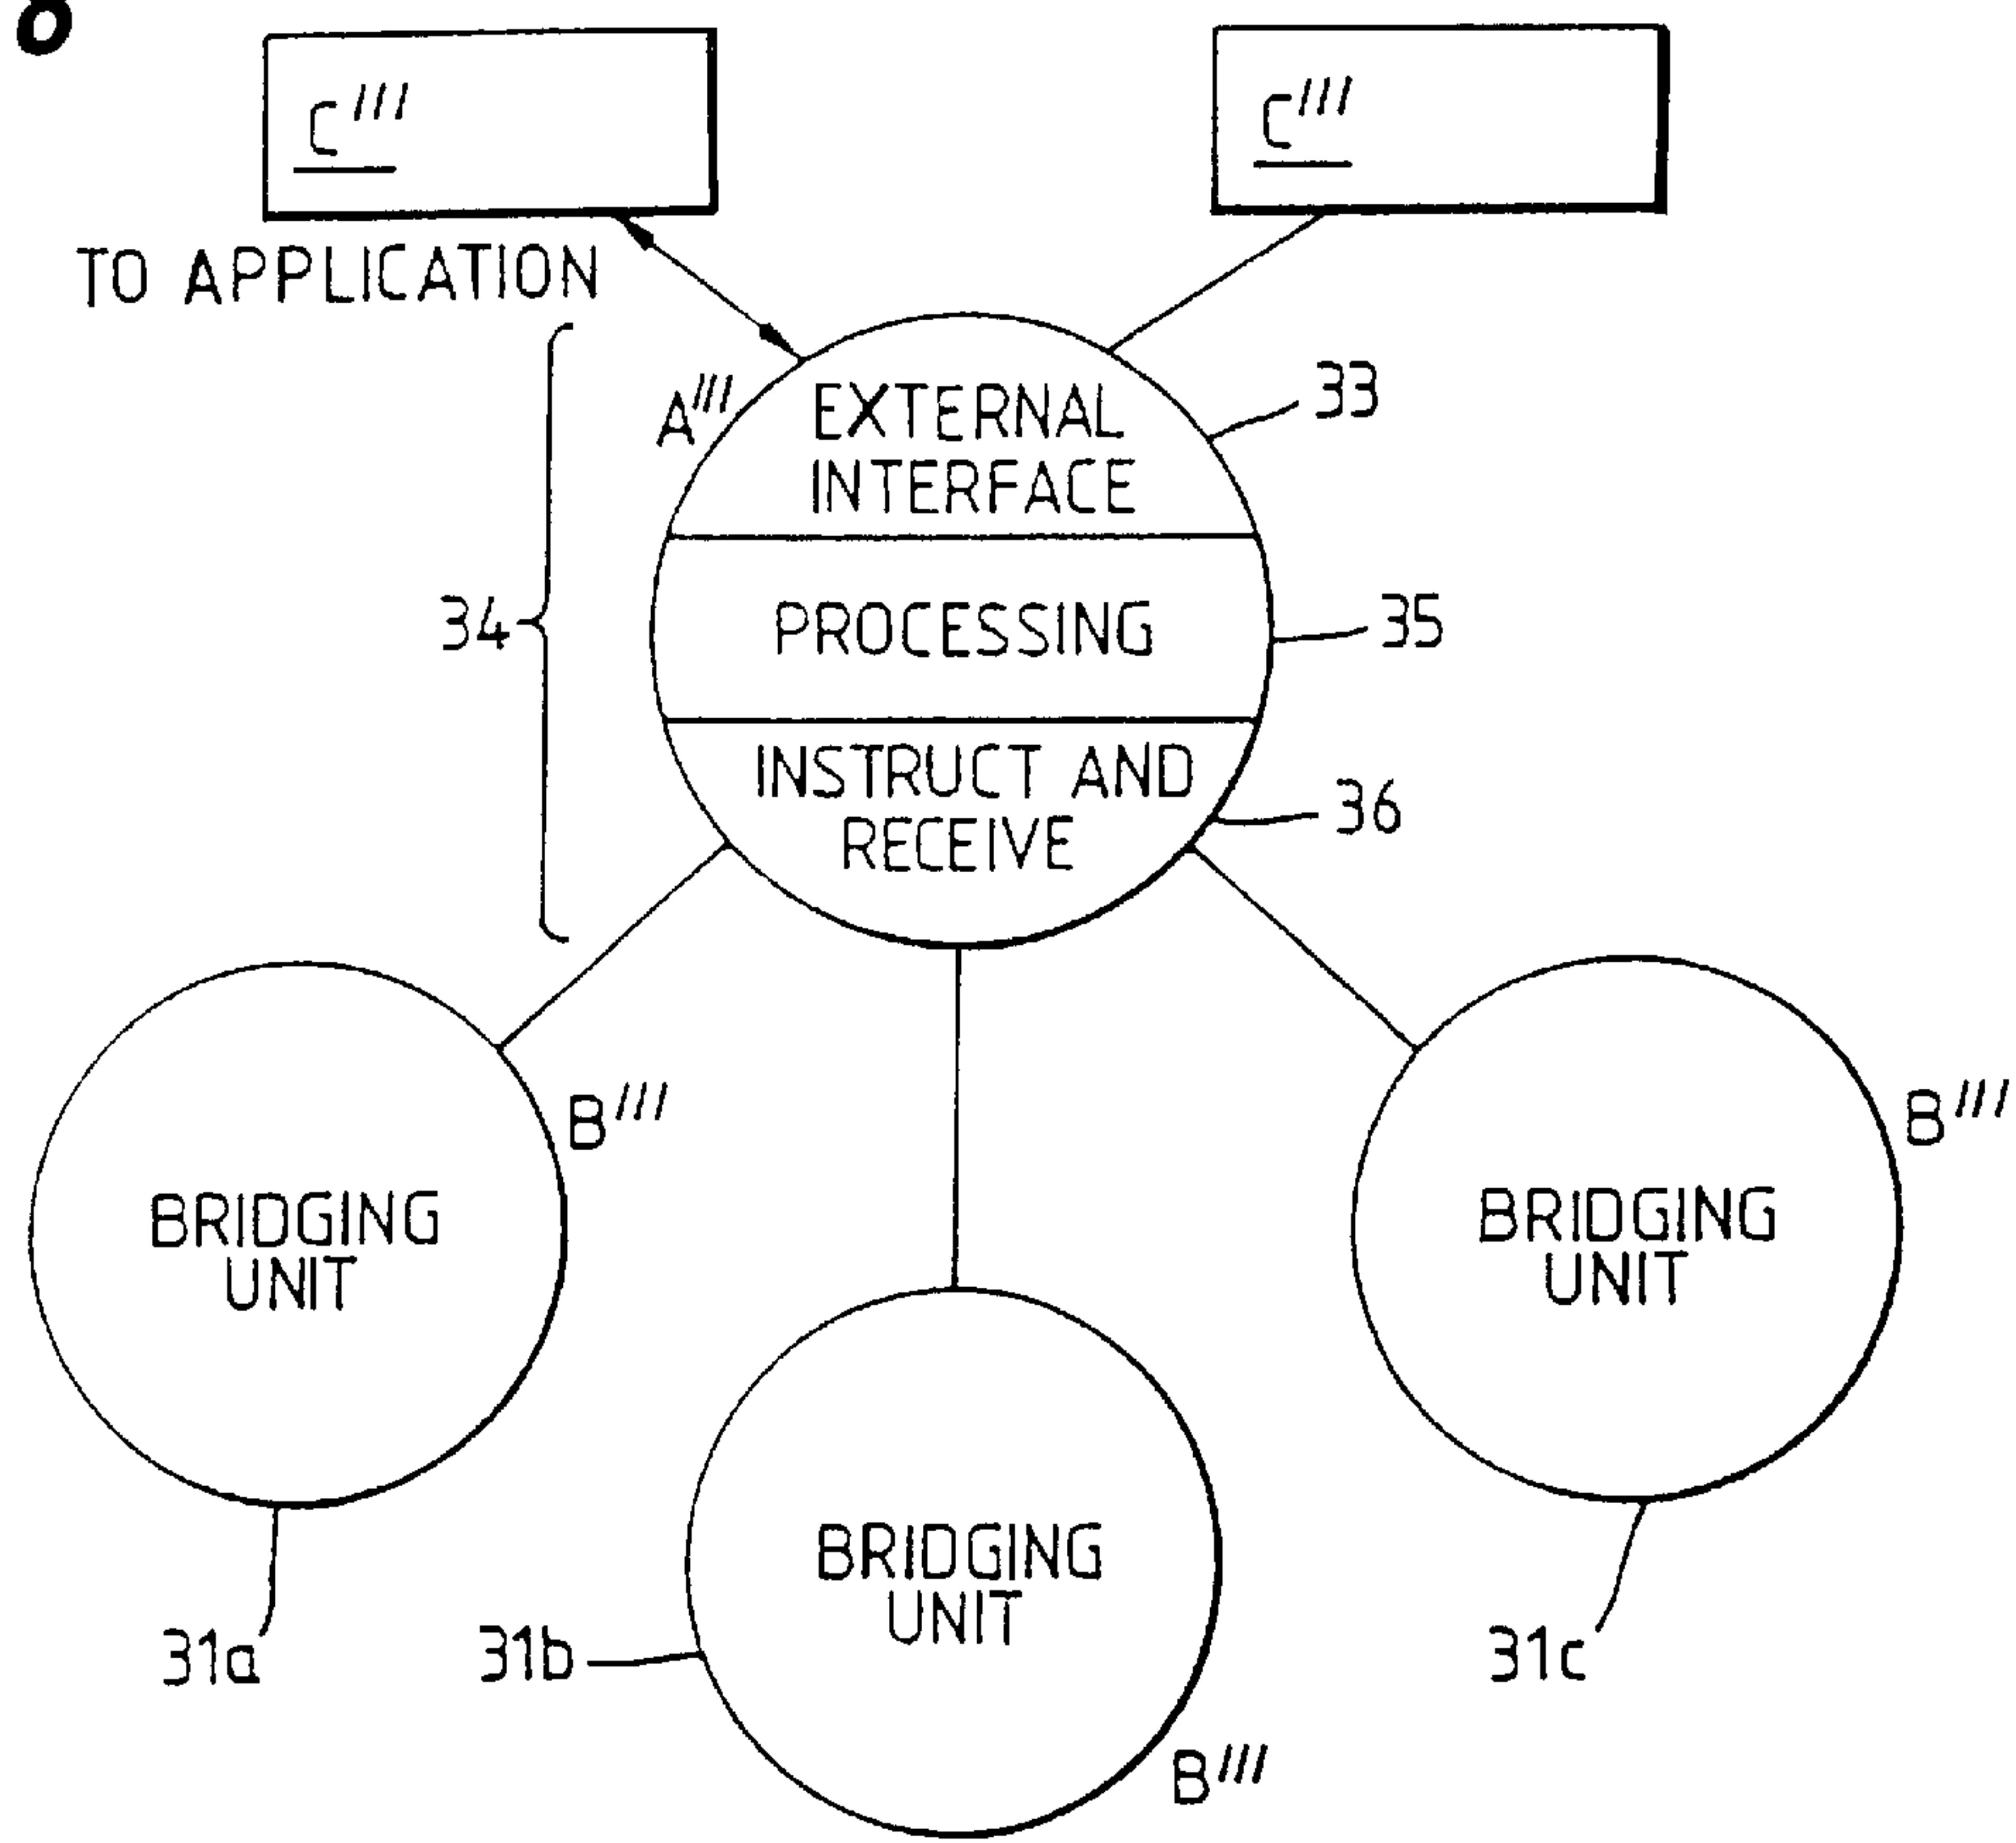 C'''
C'''
TO APPLICATION
A'''
EXTERNAL
INTERFACE
33
34
PROCESSING
35
INSTRUCT AND
RECEIVE
36
B'''
BRIDGING
UNIT
B'''
BRIDGING
UNIT
BRIDGING
UNIT
31a
31b
31c
B'''